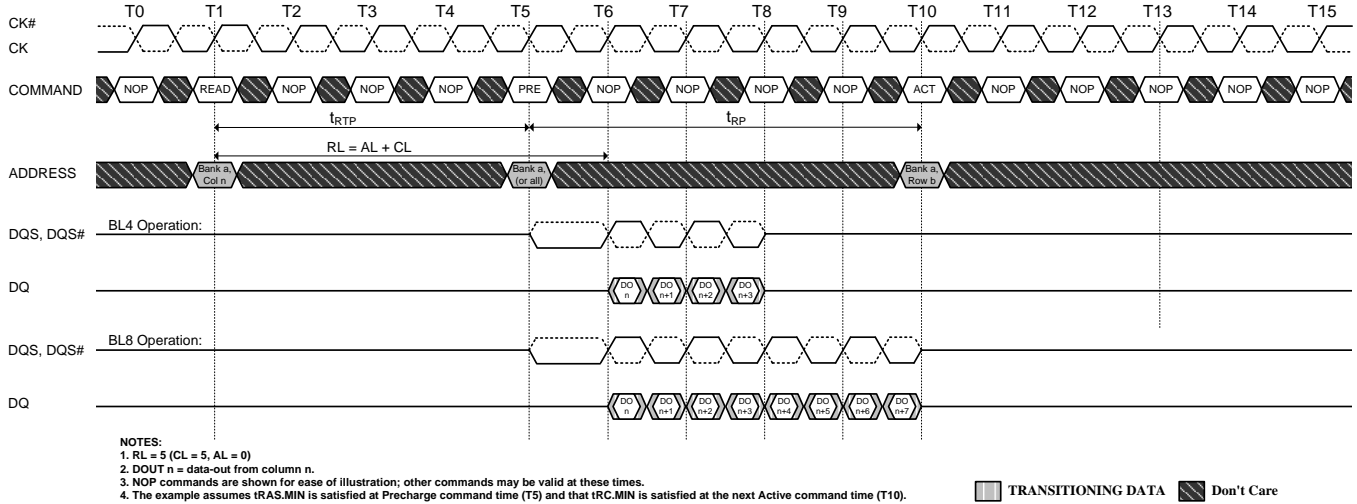 T0 T1 T2 T3 T4 T5 T6 T7 T8 T9 T10 T11 T12 T13 T14 T15
CK#
CK
COMMAND NOP READ NOP NOP NOP PRE NOP NOP NOP NOP ACT NOP NOP NOP NOP NOP
tRTP tRP
RL = AL + CL
ADDRESS Bank a, Col n Bank a, (or all) Bank a, Row b
BL4 Operation:
DQS, DQS#
DQ DO n DO n+1 DO n+2 DO n+3
BL8 Operation:
DQS, DQS#
DQ DO n DO n+1 DO n+2 DO n+3 DO n+4 DO n+5 DO n+6 DO n+7
NOTES:
1. RL = 5 (CL = 5, AL = 0)
2. DOUT n = data-out from column n.
3. NOP commands are shown for ease of illustration; other commands may be valid at these times.
4. The example assumes tRAS.MIN is satisfied at Precharge command time (T5) and that tRC.MIN is satisfied at the next Active command time (T10).
TRANSITIONING DATA Don't Care